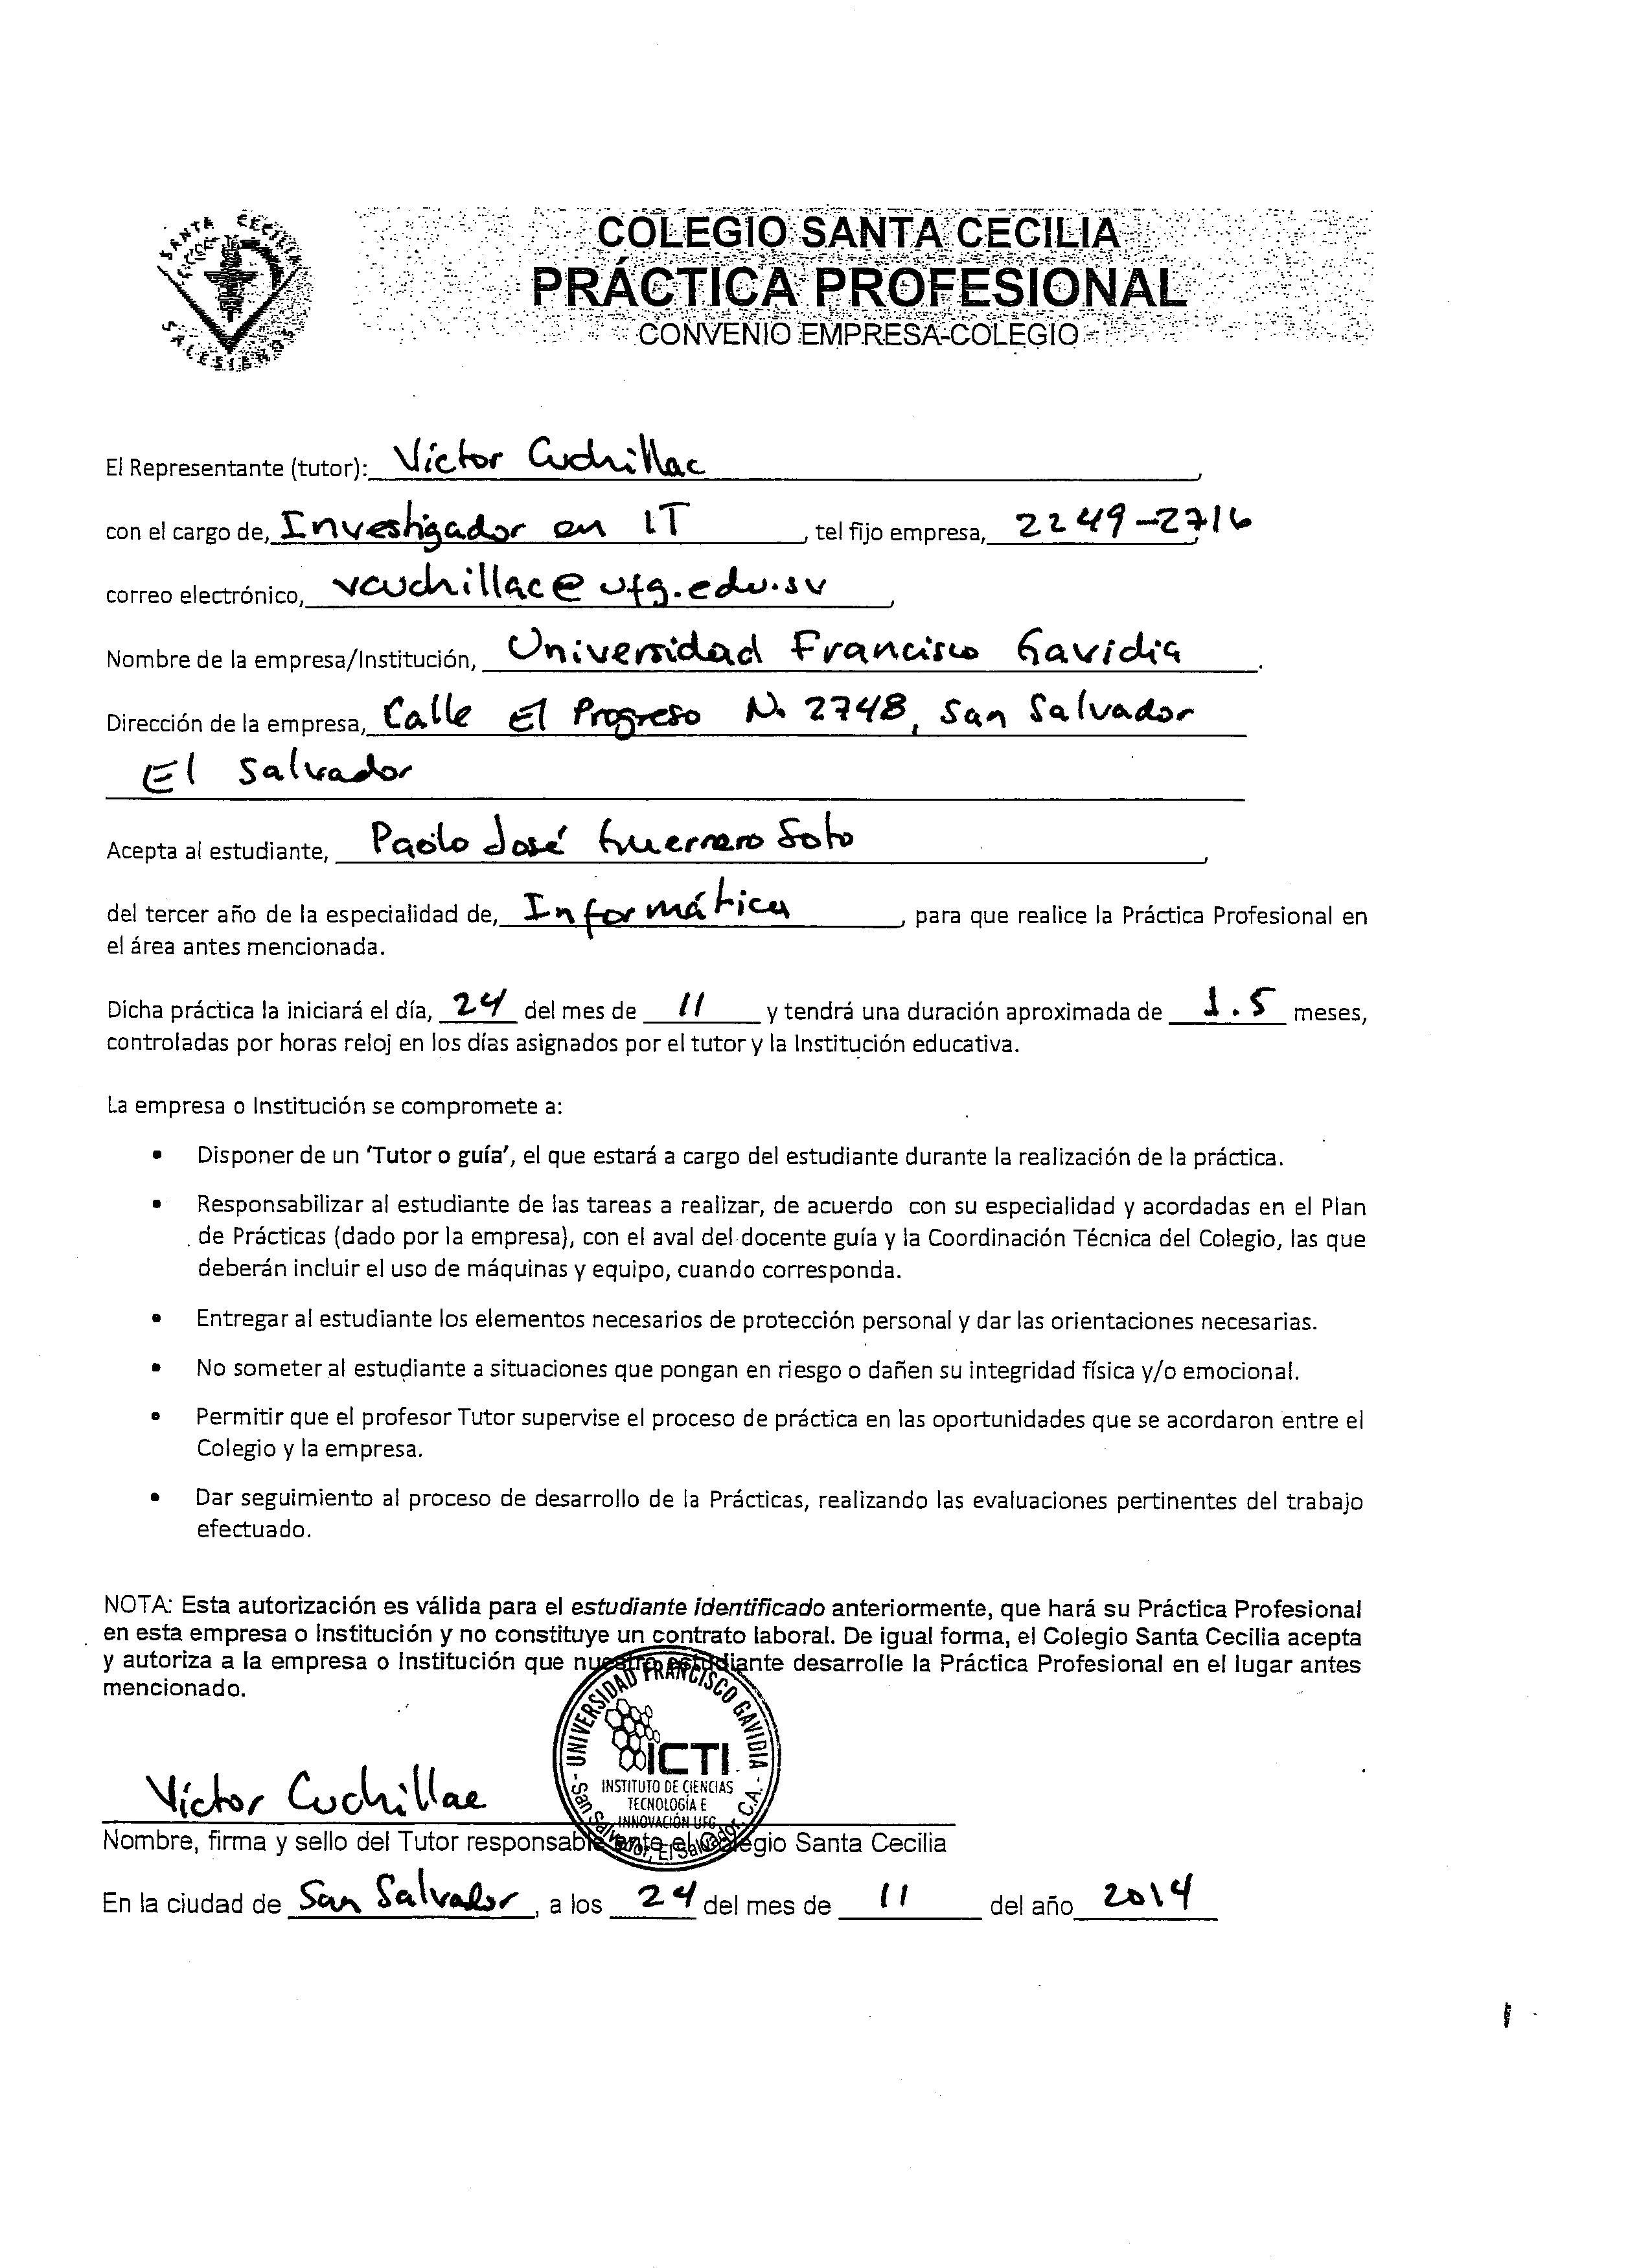 SANTA CECILIA
SALESIANOS
COLEGIO SANTA CECILIA
PRÁCTICA PROFESIONAL
CONVENIO EMPRESA-COLEGIO
El Representante (tutor): Víctor Cuchillac,
con el cargo de, Investigador en IT, tel fijo empresa, 2249-2716
correo electrónico, vcuchillac@ufg.edu.sv,
Nombre de la empresa/Institución, Universidad Francisco Gavidia.
Dirección de la empresa, Calle El Progreso No 2748, San Salvador
El Salvador
Acepta al estudiante, Paolo José Guerrero Soto,
del tercer año de la especialidad de, Informática, para que realice la Práctica Profesional en
el área antes mencionada.
Dicha práctica la iniciará el día, 24 del mes de 11 y tendrá una duración aproximada de 1.5 meses,
controladas por horas reloj en los días asignados por el tutor y la Institución educativa.
La empresa o Institución se compromete a:
• Disponer de un 'Tutor o guía', el que estará a cargo del estudiante durante la realización de la práctica.
• Responsabilizar al estudiante de las tareas a realizar, de acuerdo con su especialidad y acordadas en el Plan
de Prácticas (dado por la empresa), con el aval del docente guía y la Coordinación Técnica del Colegio, las que
deberán incluir el uso de máquinas y equipo, cuando corresponda.
• Entregar al estudiante los elementos necesarios de protección personal y dar las orientaciones necesarias.
• No someter al estudiante a situaciones que pongan en riesgo o dañen su integridad física y/o emocional.
• Permitir que el profesor Tutor supervise el proceso de práctica en las oportunidades que se acordaron entre el
Colegio y la empresa.
• Dar seguimiento al proceso de desarrollo de la Prácticas, realizando las evaluaciones pertinentes del trabajo
efectuado.
NOTA: Esta autorización es válida para el estudiante identificado anteriormente, que hará su Práctica Profesional
en esta empresa o Institución y no constituye un contrato laboral. De igual forma, el Colegio Santa Cecilia acepta
y autoriza a la empresa o Institución que nuestro estudiante desarrolle la Práctica Profesional en el lugar antes
mencionado.
- UNIVERSIDAD FRANCISCO GAVIDIA -
ICTI
INSTITUTO DE CIENCIAS
TECNOLOGÍA E
INNOVACIÓN UFG
San Salvador, El Salvador, C.A.
Víctor Cuchillac
Nombre, firma y sello del Tutor responsable ante el Colegio Santa Cecilia
En la ciudad de San Salvador, a los 24 del mes de 11 del año 2014